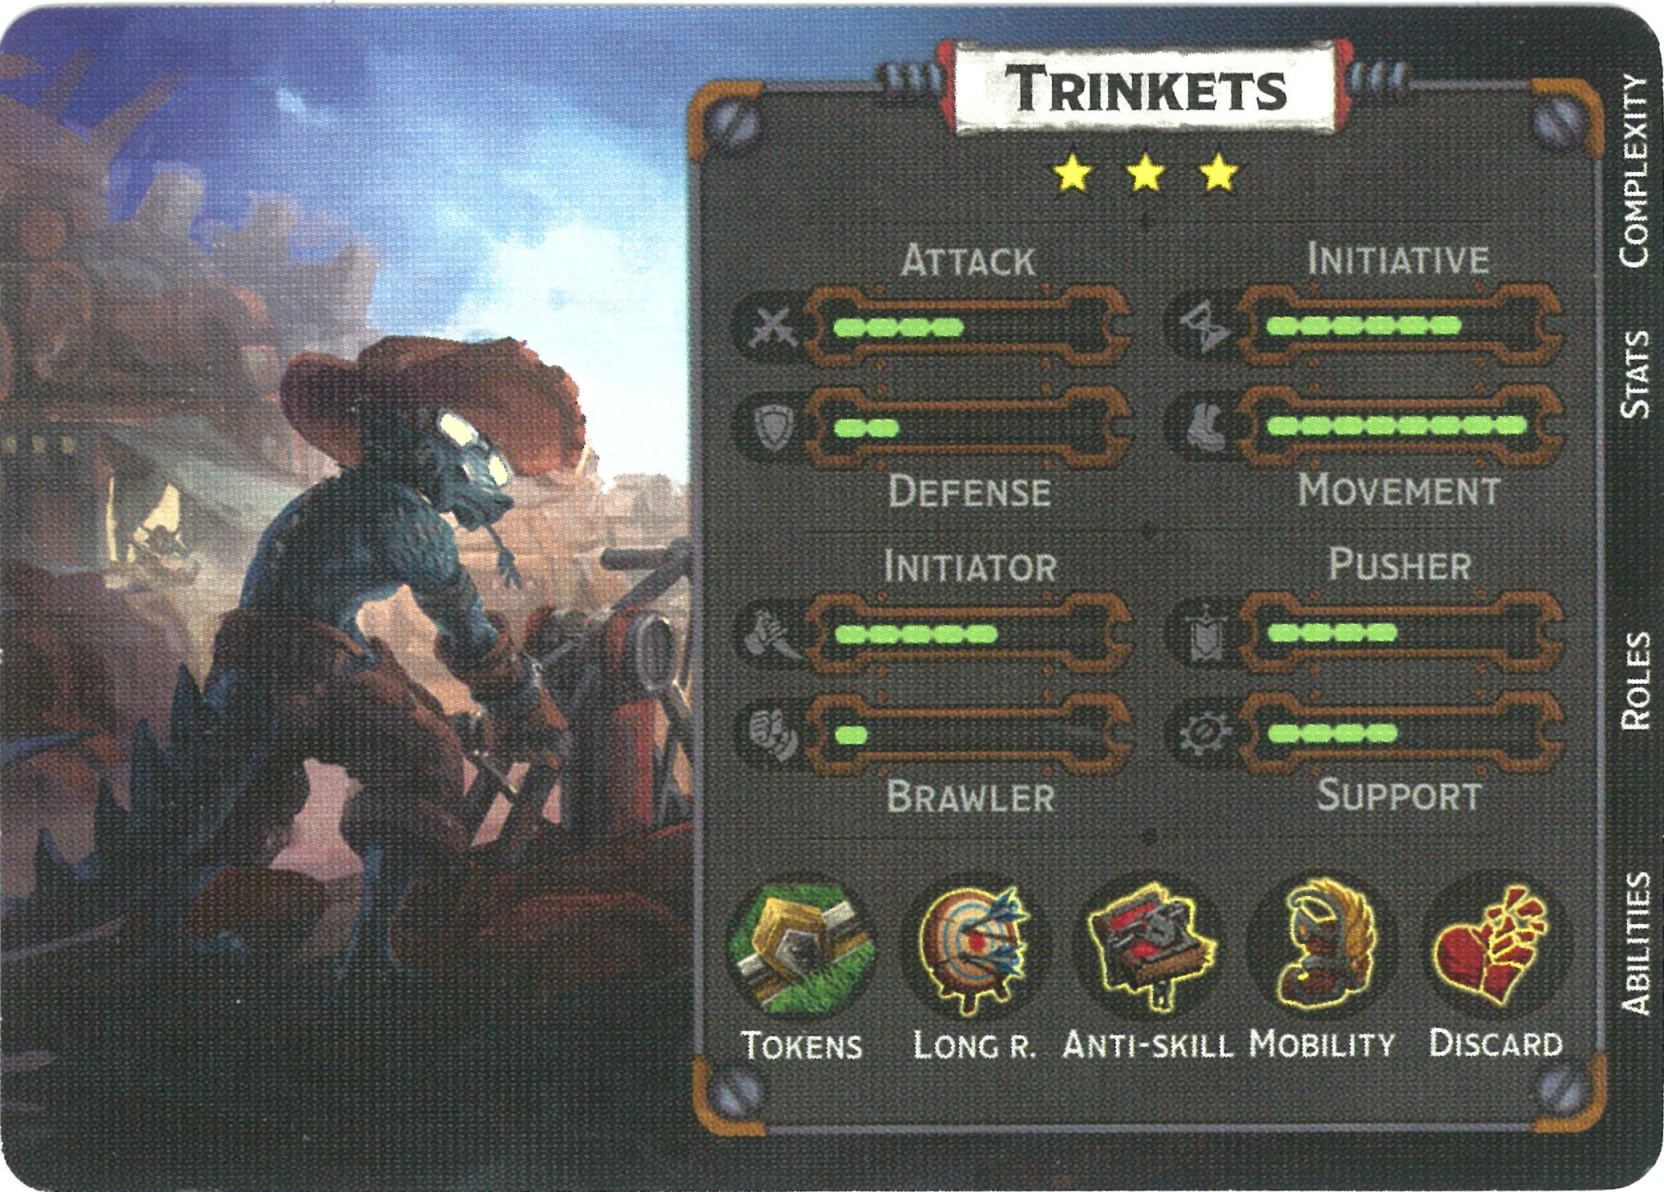 TRINKETS
ATTACK
INITIATIVE
DEFENSE
MOVEMENT
INITIATOR
PUSHER
BRAWLER
SUPPORT
TOKENS
LONG R.
ANTI-SKILL
MOBILITY
DISCARD
COMPLEXITY
STATS
ROLES
ABILITIES